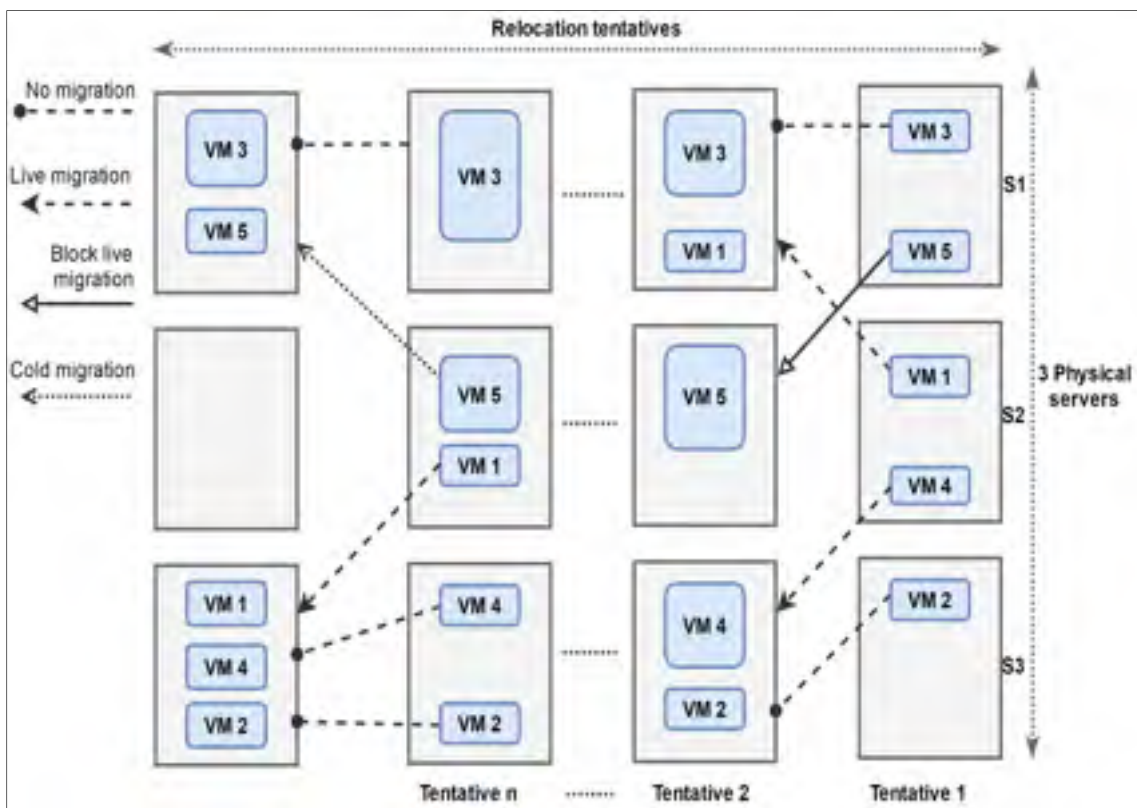 Relocation tentatives
No migration
Live migration
Block live
migration
Cold migration
VM 3
VM 5
VM 3
VM 3
VM 1
VM 3
VM 5
S1
VM 5
VM 1
VM 5
VM 1
VM 4
S2
3 Physical
servers
VM 1
VM 4
VM 2
VM 4
VM 2
VM 4
VM 2
VM 2
S3
Tentative n
Tentative 2
Tentative 1